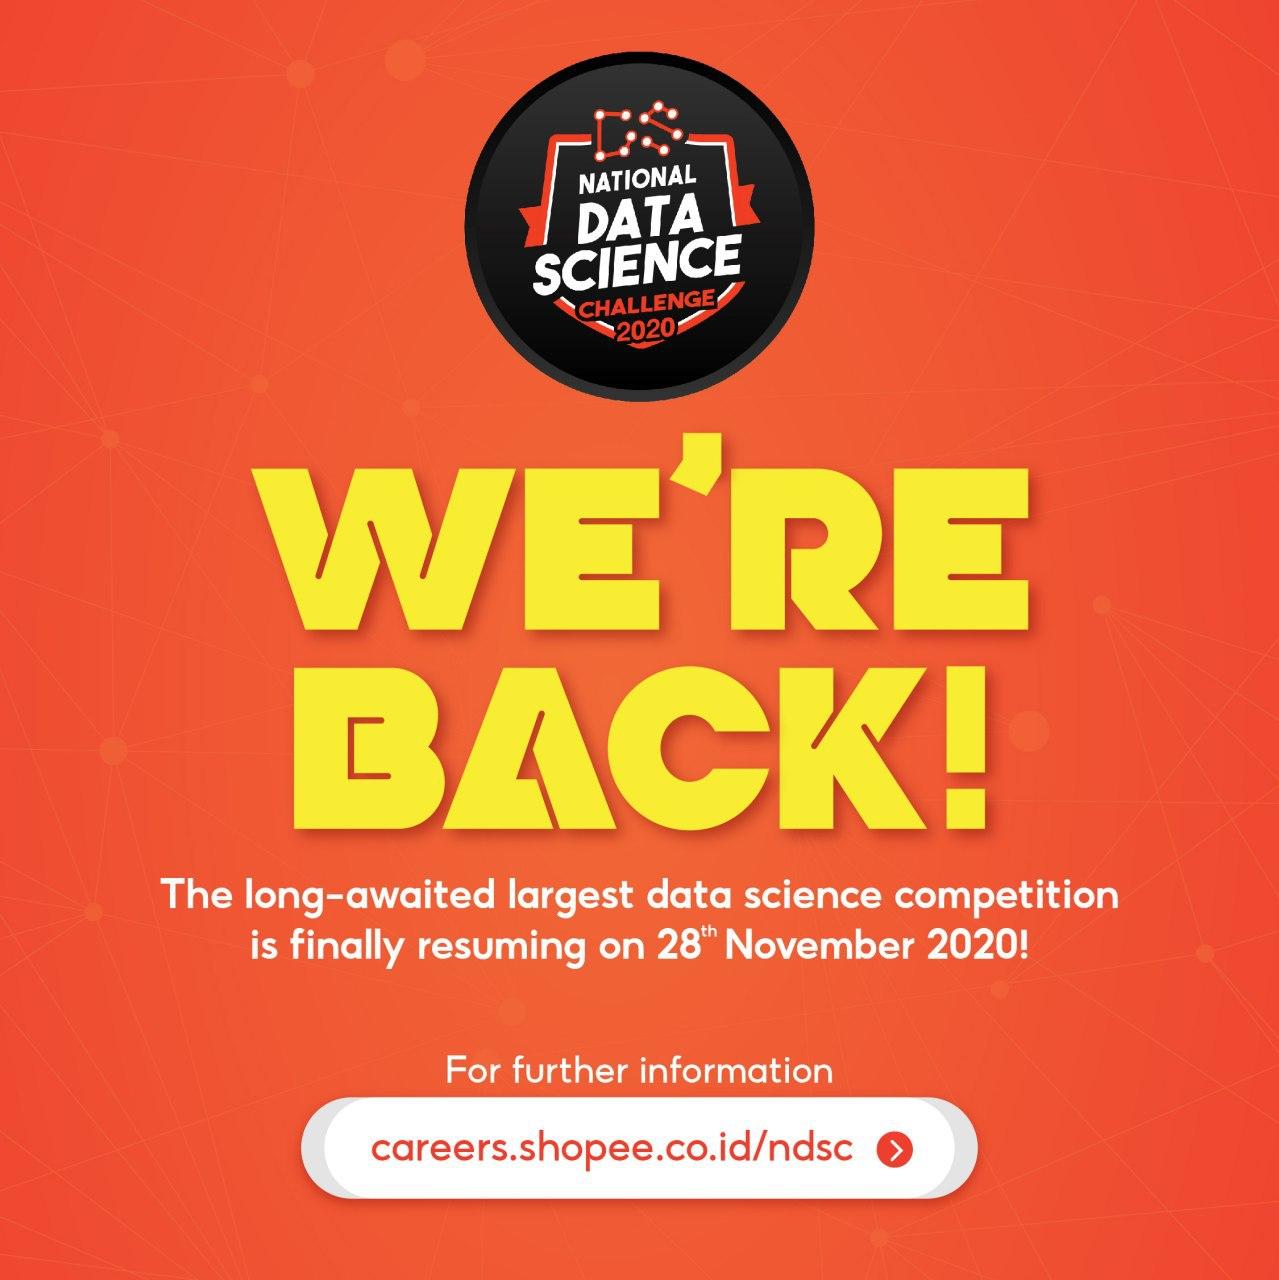 DS
NATIONAL
DATA
SCIENCE
CHALLENGE
2020
WE'RE
BACK!
The long-awaited largest data science competition
is finally resuming on 28th November 2020!
For further information
careers.shopee.co.id/ndsc